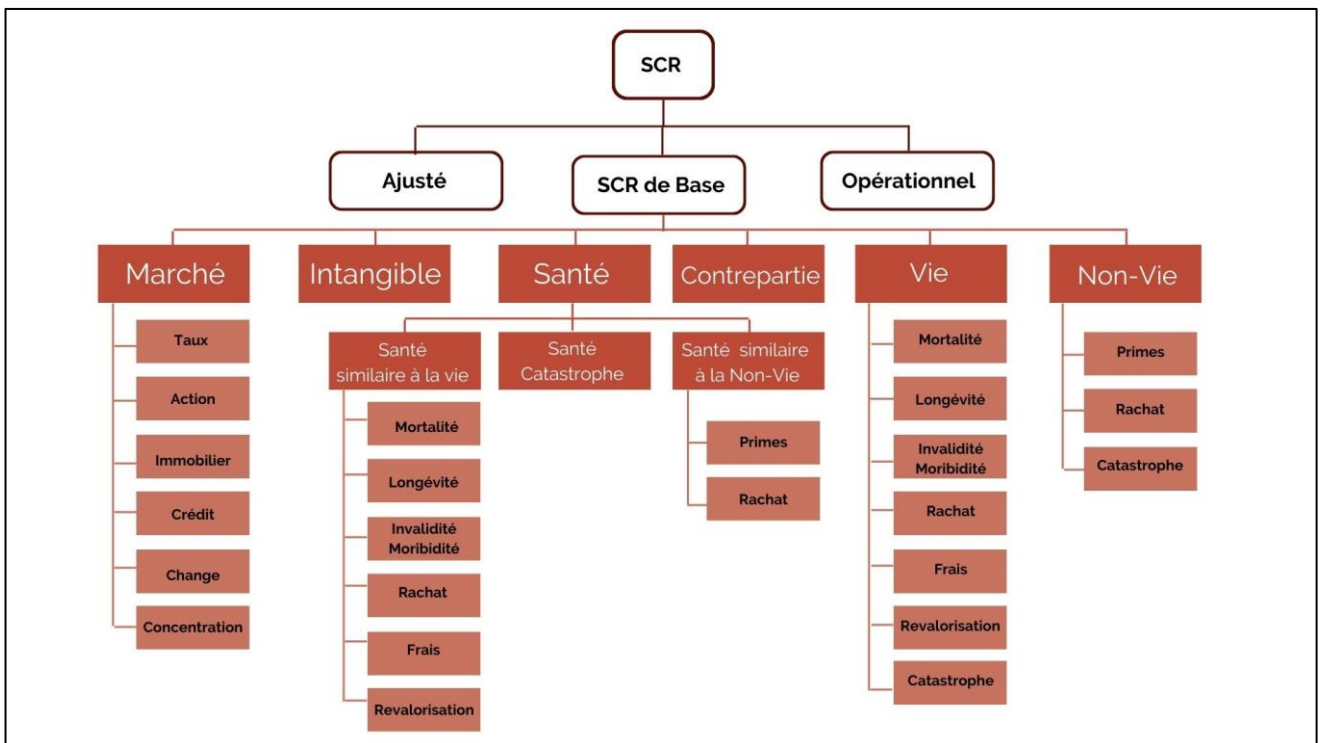 SCR
Ajusté
SCR de Base
Opérationnel
Marché
Intangible
Santé
Contrepartie
Vie
Non-Vie
Taux
Action
Immobilier
Crédit
Change
Concentration
Santé
similaire à la vie
Mortalité
Longévité
Invalidité
Moribidité
Rachat
Frais
Revalorisation
Santé
Catastrophe
Santé similaire
à la Non-Vie
Primes
Rachat
Mortalité
Longévité
Invalidité
Moribidité
Rachat
Frais
Revalorisation
Catastrophe
Primes
Rachat
Catastrophe